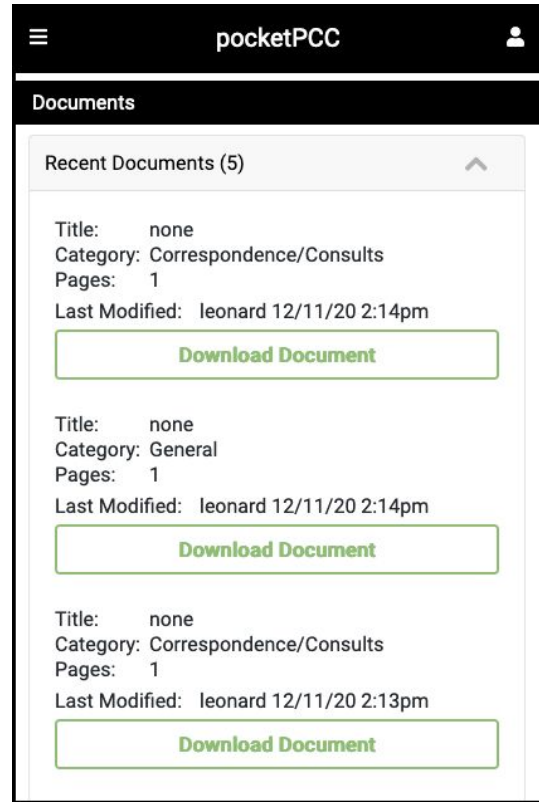 pocketPCC
Documents
Recent Documents (5)
Title: none
Category: Correspondence/Consults
Pages: 1
Last Modified: leonard 12/11/20 2:14pm
Download Document
Title: none
Category: General
Pages: 1
Last Modified: leonard 12/11/20 2:14pm
Download Document
Title: none
Category: Correspondence/Consults
Pages: 1
Last Modified: leonard 12/11/20 2:13pm
Download Document